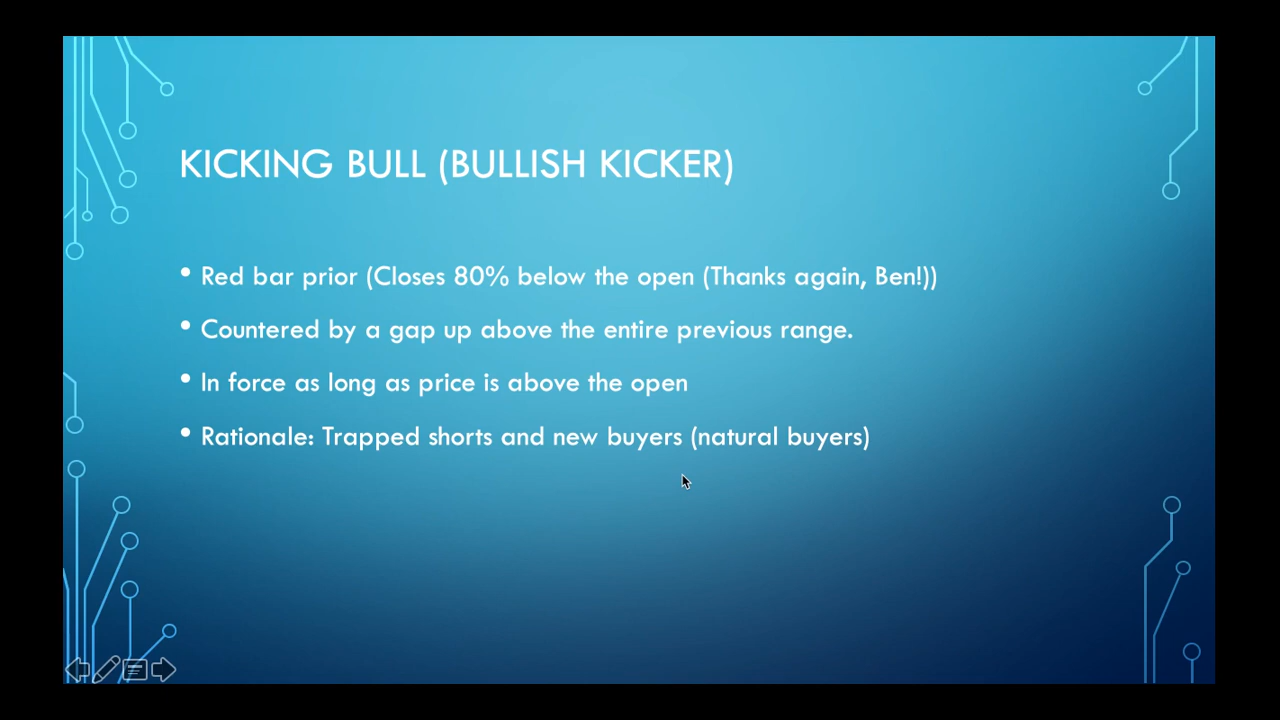 KICKING BULL (BULLISH KICKER)
• Red bar prior (Closes 80% below the open (Thanks again, Ben!))
• Countered by a gap up above the entire previous range.
• In force as long as price is above the open
• Rationale: Trapped shorts and new buyers (natural buyers)